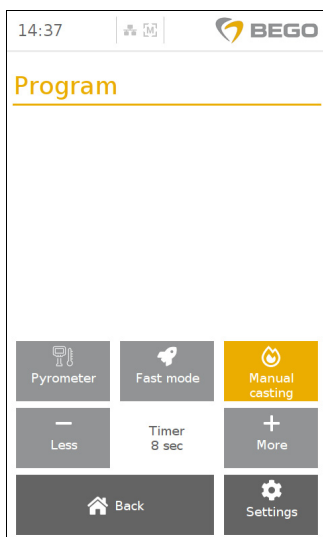 14:37 [M] BEGO
Program
Pyrometer Fast mode Manual
casting
Less Timer
8 sec More
Back Settings